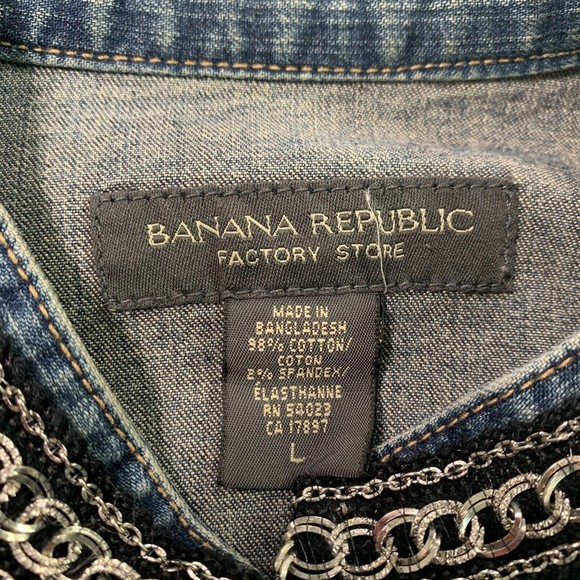 BANANA REPUBLIC
FACTORY STORE
MADE IN
BANGLADESH
98% COTTON/
COTON
2% SPANDEX/
ÉLASTHANNE
RN 54023
CA 17897
L